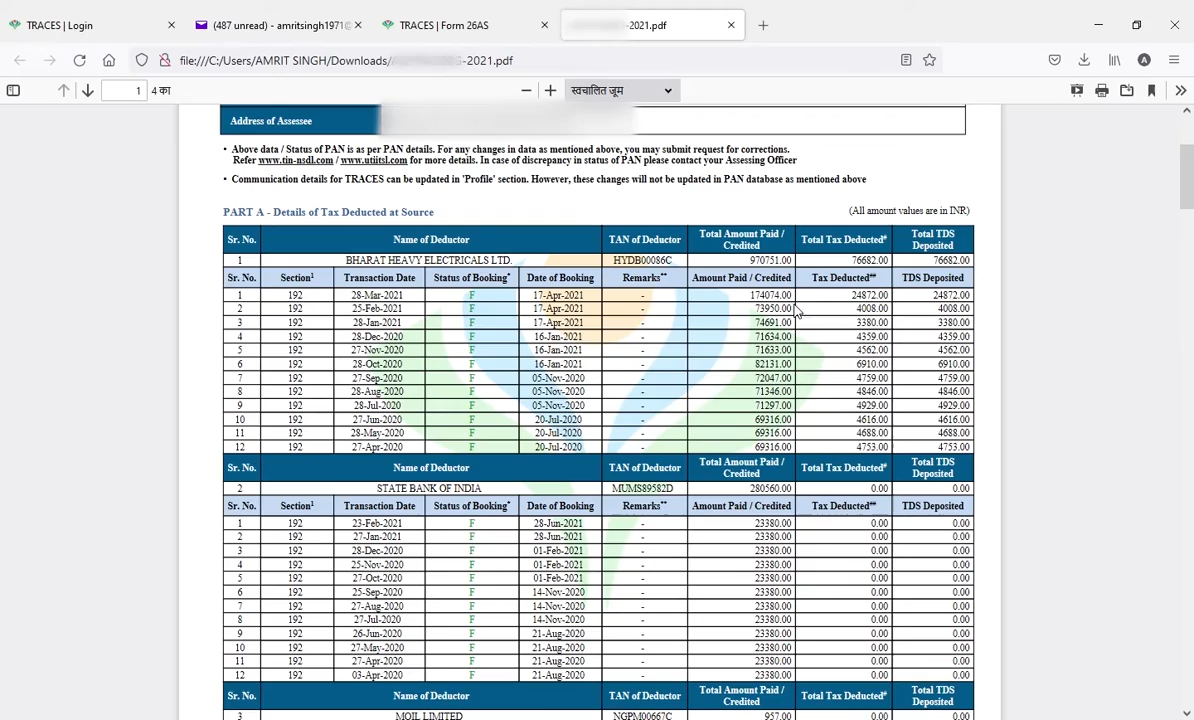 TRACES | Login
(487 unread) - amritsingh1971@
TRACES | Form 26AS
-2021.pdf
file:///C:/Users/AMRIT SINGH/Downloads/
-2021.pdf
1
4 का
स्वचालित ज़ूम
A
Address of Assessee
• Above data / Status of PAN is as per PAN details. For any changes in data as mentioned above, you may submit request for corrections.
Refer www.tin-nsdl.com / www.utiitsl.com for more details. In case of discrepancy in status of PAN please contact your Assessing Officer
• Communication details for TRACES can be updated in 'Profile' section. However, these changes will not be updated in PAN database as mentioned above
PART A - Details of Tax Deducted at Source
(All amount values are in INR)
Sr. No. Name of Deductor TAN of Deductor Total Amount Paid / Credited Total Tax Deducted# Total TDS Deposited
1 BHARAT HEAVY ELECTRICALS LTD. HYDB00086C 970751.00 76682.00 76682.00
Sr. No. Section1 Transaction Date Status of Booking* Date of Booking Remarks** Amount Paid / Credited Tax Deducted## TDS Deposited
1 192 28-Mar-2021 F 17-Apr-2021 - 174074.00 24872.00 24872.00
2 192 25-Feb-2021 F 17-Apr-2021 - 73950.00 4008.00 4008.00
3 192 28-Jan-2021 F 17-Apr-2021 - 74691.00 3380.00 3380.00
4 192 28-Dec-2020 F 16-Jan-2021 - 71634.00 4359.00 4359.00
5 192 27-Nov-2020 F 16-Jan-2021 - 71633.00 4562.00 4562.00
6 192 28-Oct-2020 F 16-Jan-2021 - 82131.00 6910.00 6910.00
7 192 27-Sep-2020 F 05-Nov-2020 - 72047.00 4759.00 4759.00
8 192 28-Aug-2020 F 05-Nov-2020 - 71346.00 4846.00 4846.00
9 192 28-Jul-2020 F 05-Nov-2020 - 71297.00 4929.00 4929.00
10 192 27-Jun-2020 F 20-Jul-2020 - 69316.00 4616.00 4616.00
11 192 28-May-2020 F 20-Jul-2020 - 69316.00 4688.00 4688.00
12 192 27-Apr-2020 F 20-Jul-2020 - 69316.00 4753.00 4753.00
Sr. No. Name of Deductor TAN of Deductor Total Amount Paid / Credited Total Tax Deducted# Total TDS Deposited
2 STATE BANK OF INDIA MUMS89582D 280560.00 0.00 0.00
Sr. No. Section1 Transaction Date Status of Booking* Date of Booking Remarks** Amount Paid / Credited Tax Deducted## TDS Deposited
1 192 23-Feb-2021 F 28-Jun-2021 - 23380.00 0.00 0.00
2 192 27-Jan-2021 F 28-Jun-2021 - 23380.00 0.00 0.00
3 192 28-Dec-2020 F 01-Feb-2021 - 23380.00 0.00 0.00
4 192 25-Nov-2020 F 01-Feb-2021 - 23380.00 0.00 0.00
5 192 27-Oct-2020 F 01-Feb-2021 - 23380.00 0.00 0.00
6 192 25-Sep-2020 F 14-Nov-2020 - 23380.00 0.00 0.00
7 192 27-Aug-2020 F 14-Nov-2020 - 23380.00 0.00 0.00
8 192 27-Jul-2020 F 14-Nov-2020 - 23380.00 0.00 0.00
9 192 26-Jun-2020 F 21-Aug-2020 - 23380.00 0.00 0.00
10 192 27-May-2020 F 21-Aug-2020 - 23380.00 0.00 0.00
11 192 27-Apr-2020 F 21-Aug-2020 - 23380.00 0.00 0.00
12 192 03-Apr-2020 F 21-Aug-2020 - 23380.00 0.00 0.00
Sr. No. Name of Deductor TAN of Deductor Total Amount Paid / Credited Total Tax Deducted# Total TDS Deposited
3 MOIL LIMITED NGPM00667C 957.00 0.00 0.00